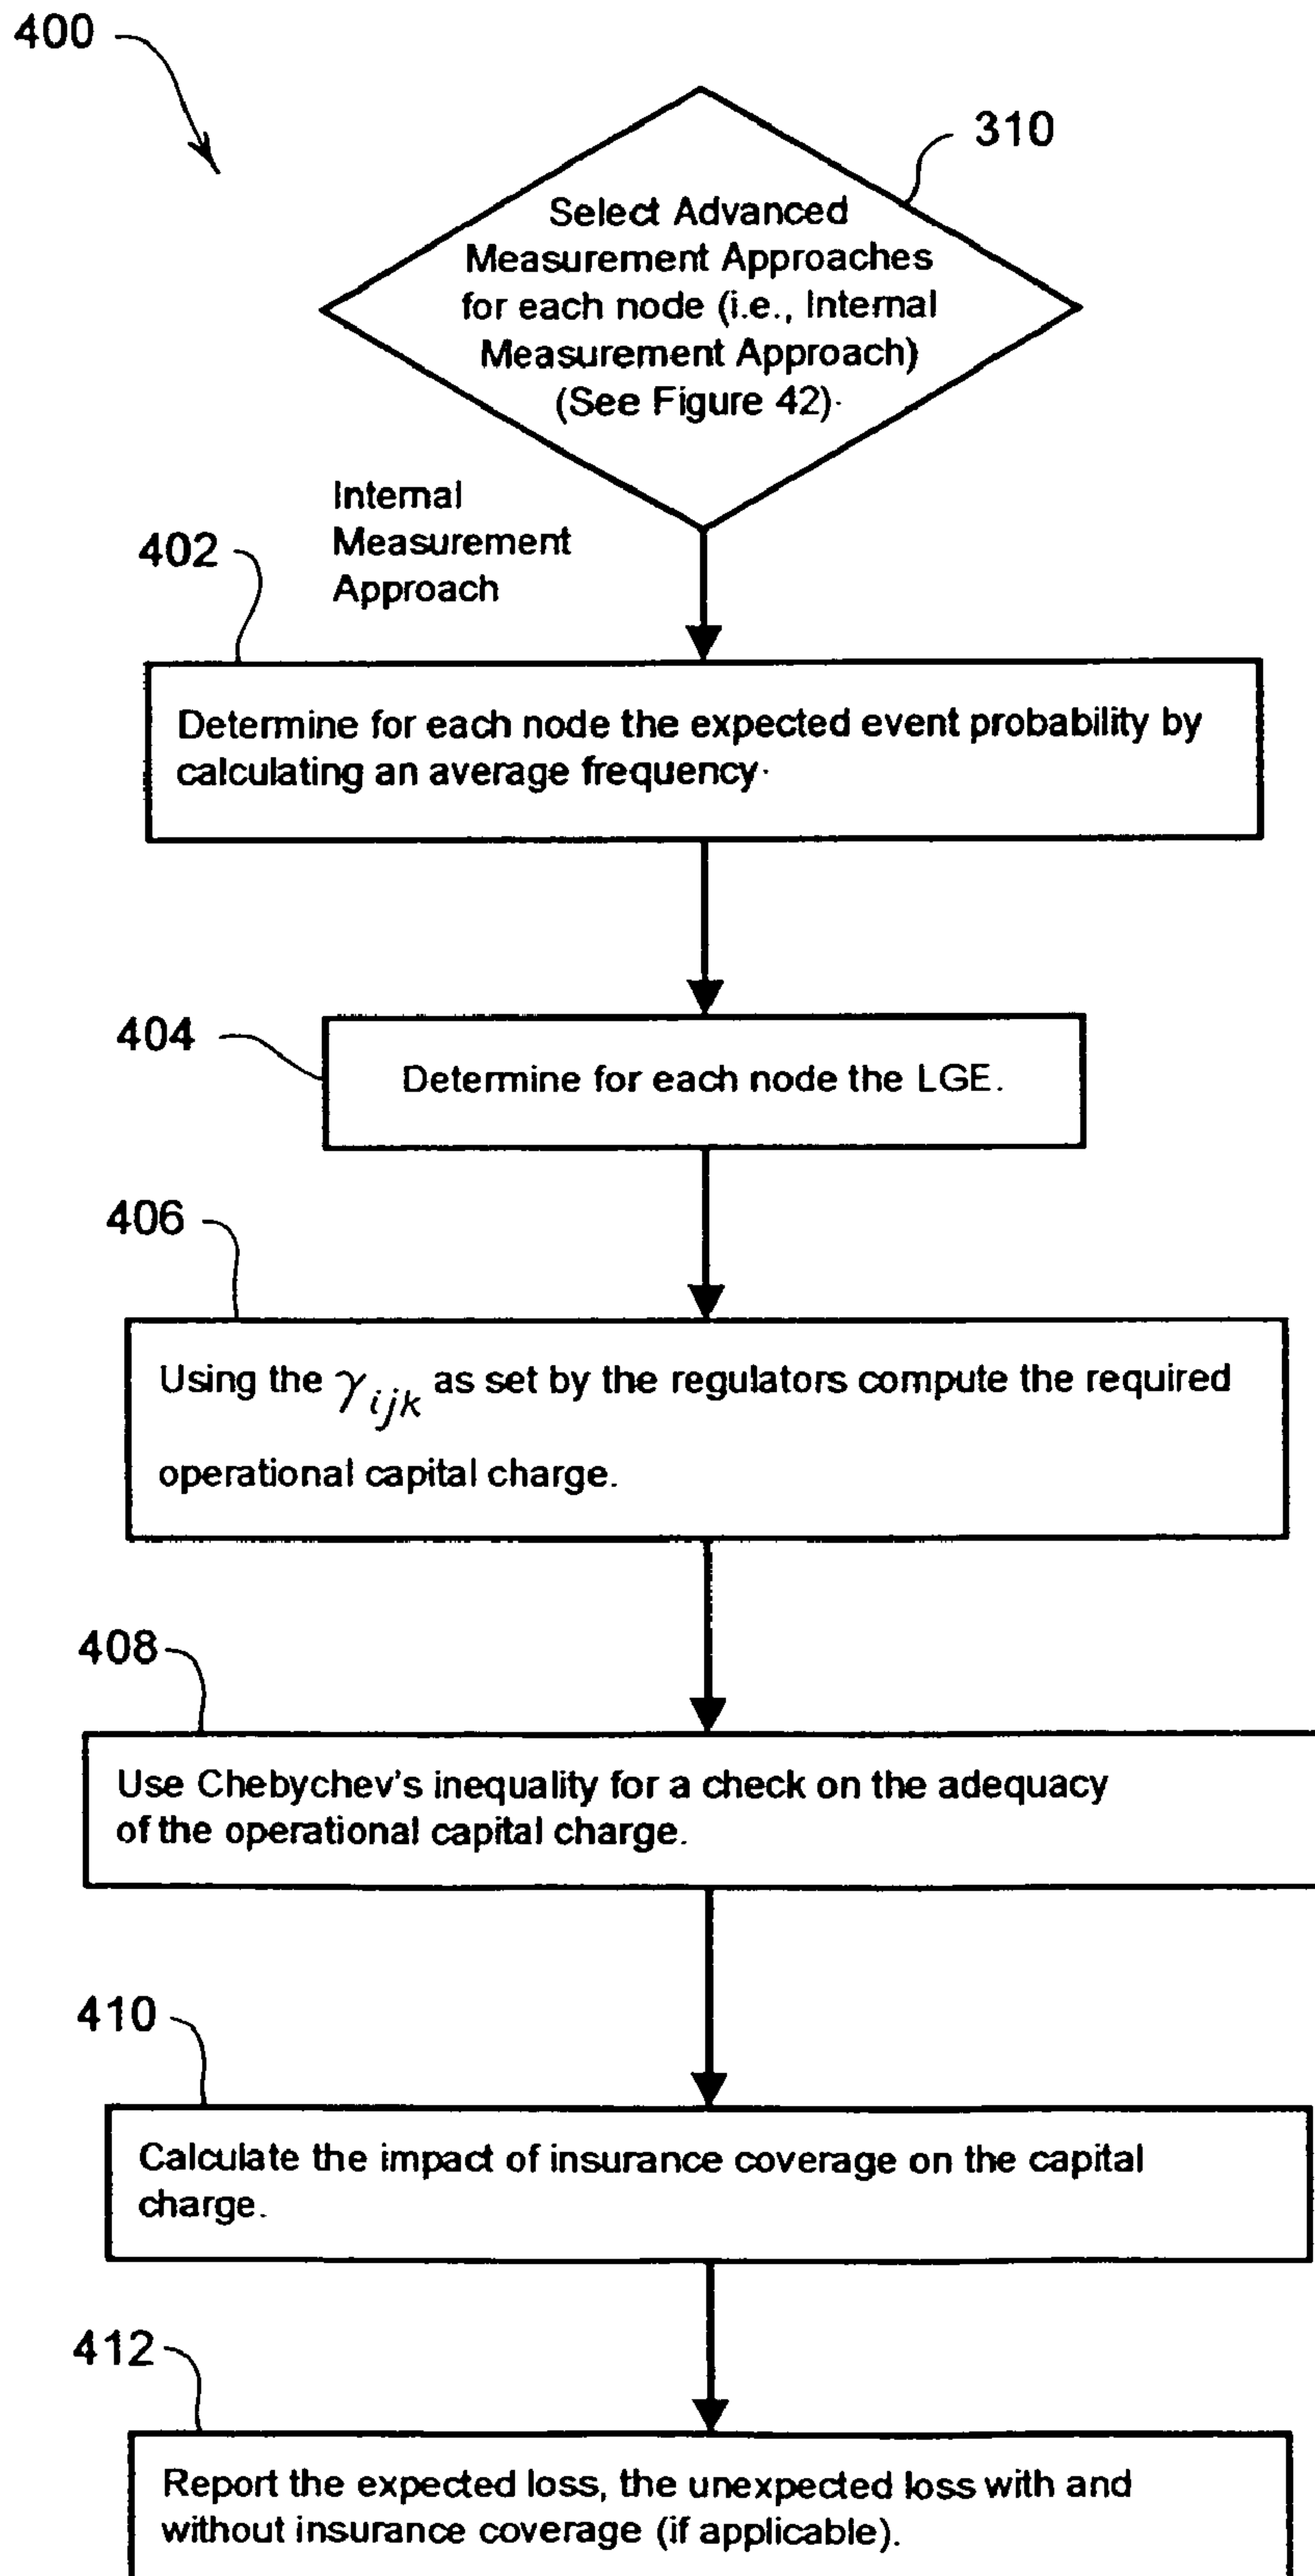 400
310
Select Advanced
Measurement Approaches
for each node (i.e., Internal
Measurement Approach)
(See Figure 42).
Internal
Measurement
Approach
402
Determine for each node the expected event probability by
calculating an average frequency.
404
Determine for each node the LGE.
406
Using the γijk as set by the regulators compute the required
operational capital charge.
408
Use Chebychev's inequality for a check on the adequacy
of the operational capital charge.
410
Calculate the impact of insurance coverage on the capital
charge.
412
Report the expected loss, the unexpected loss with and
without insurance coverage (if applicable).